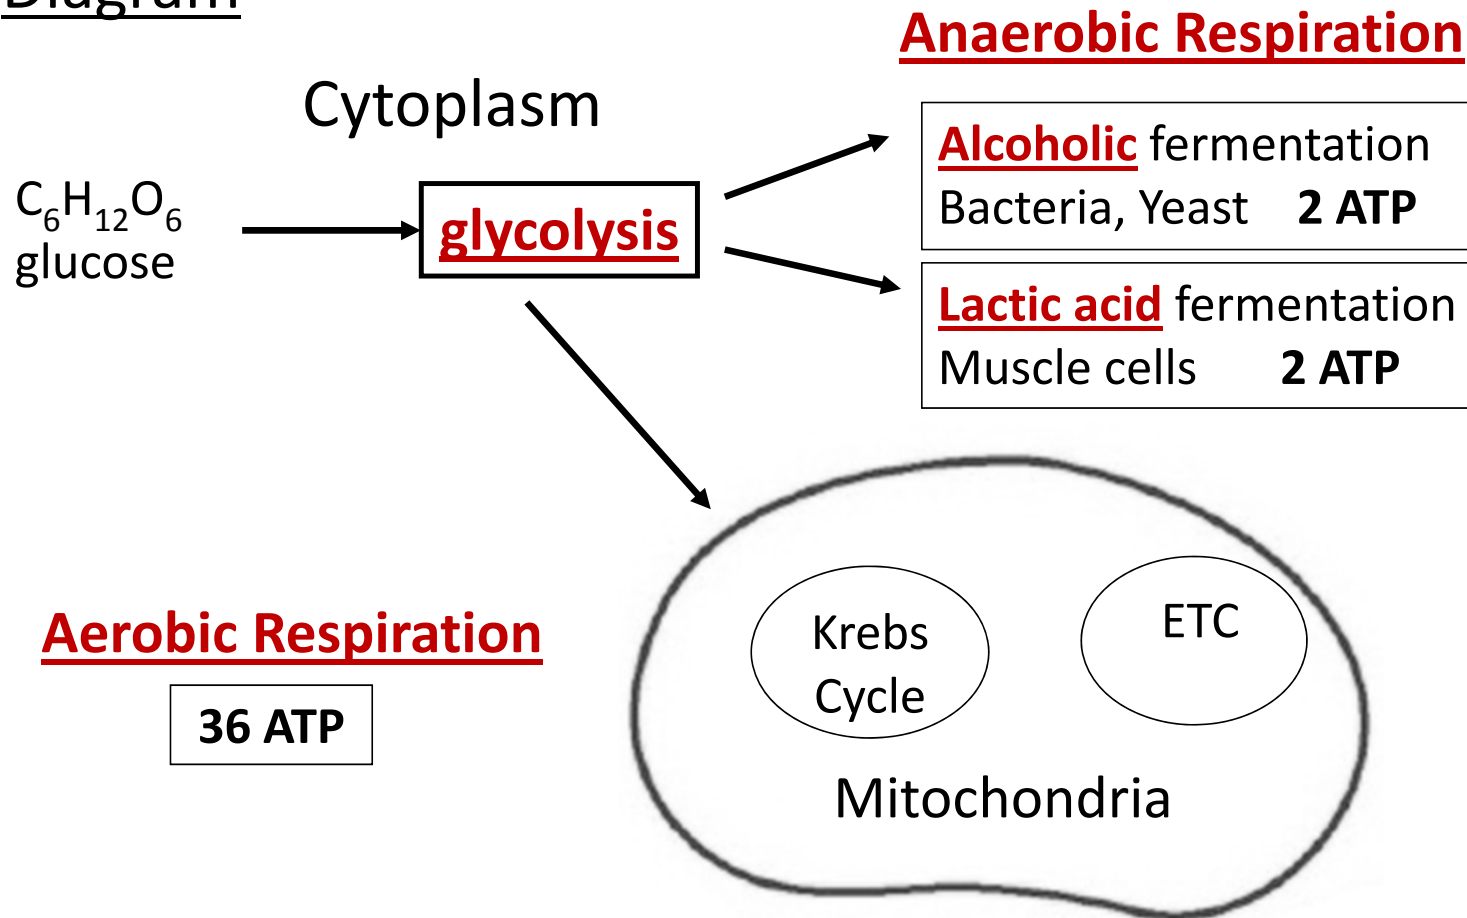 Diagram
Anaerobic Respiration
Cytoplasm
Alcoholic fermentation
Bacteria, Yeast 2 ATP
C₆H₁₂O₆
glucose
glycolysis
Lactic acid fermentation
Muscle cells 2 ATP
Aerobic Respiration
36 ATP
Krebs
Cycle
ETC
Mitochondria